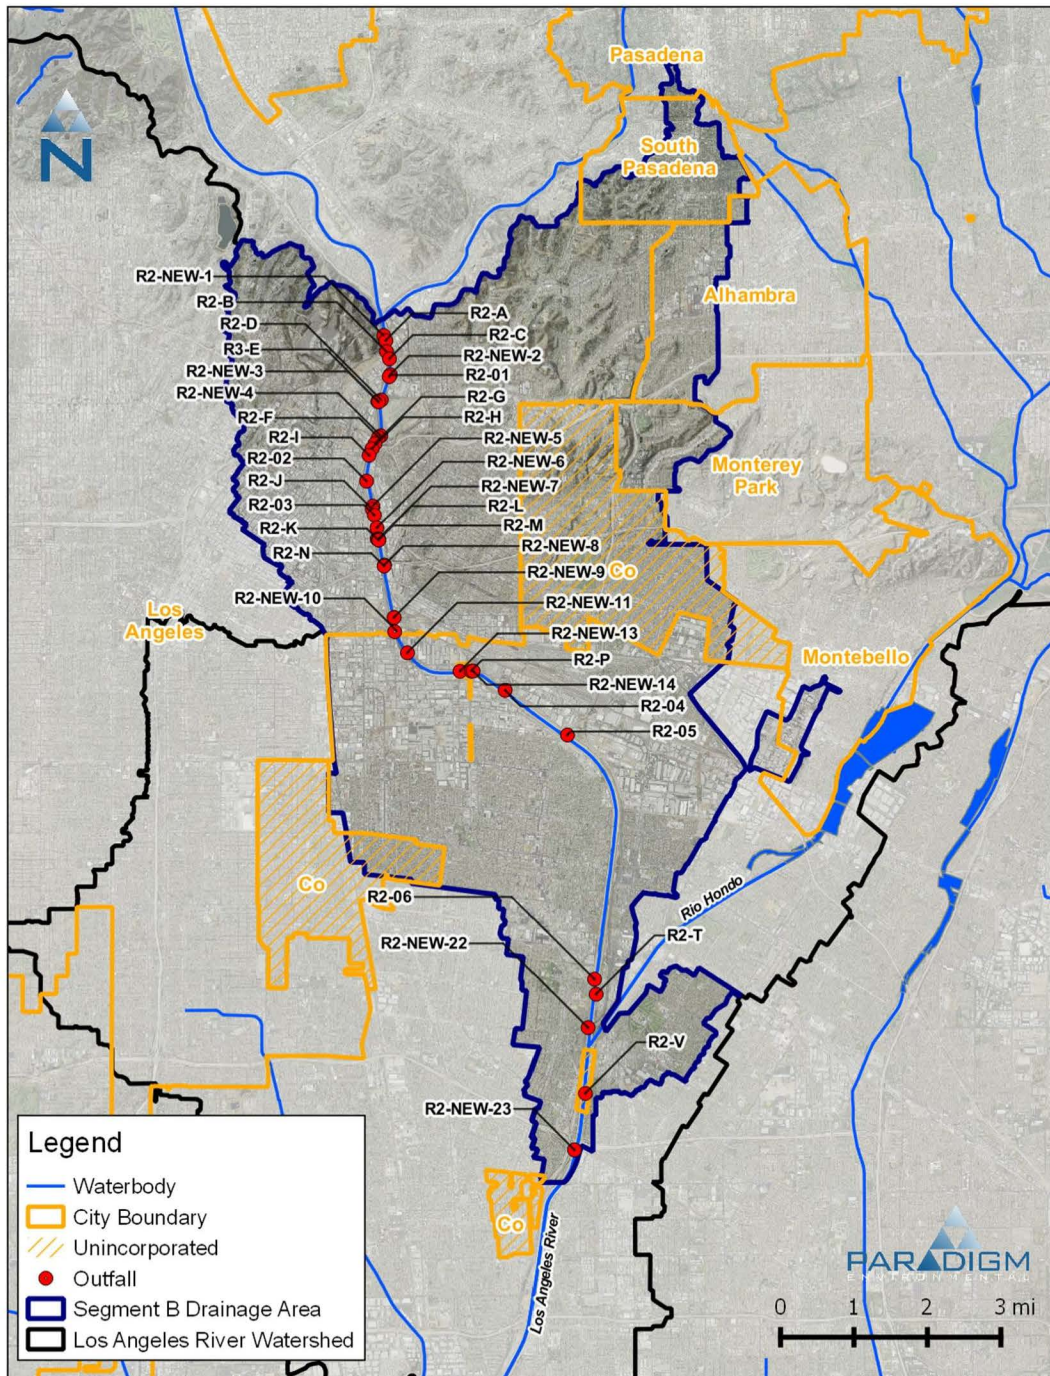 Pasadena
South
Pasadena
N
R2-NEW-1
R2-B
R2-D
R3-E
R2-NEW-3
R2-NEW-4
R2-F
R2-I
R2-02
R2-J
R2-03
R2-K
R2-N
R2-NEW-10
R2-A
R2-C
R2-NEW-2
R2-01
R2-G
R2-H
R2-NEW-5
R2-NEW-6
R2-NEW-7
R2-L
R2-M
R2-NEW-8
R2-NEW-9
R2-NEW-11
R2-NEW-13
R2-P
R2-NEW-14
R2-04
R2-05
Alhambra
Monterey
Park
Co
Los
Angeles
Montebello
Co
R2-06
R2-NEW-22
Rio Hondo
R2-T
R2-V
R2-NEW-23
Co
Los Angeles River
Legend
Waterbody
City Boundary
Unincorporated
Outfall
Segment B Drainage Area
Los Angeles River Watershed
PARADIGM
ENVIRONMENTAL
0 1 2 3 mi